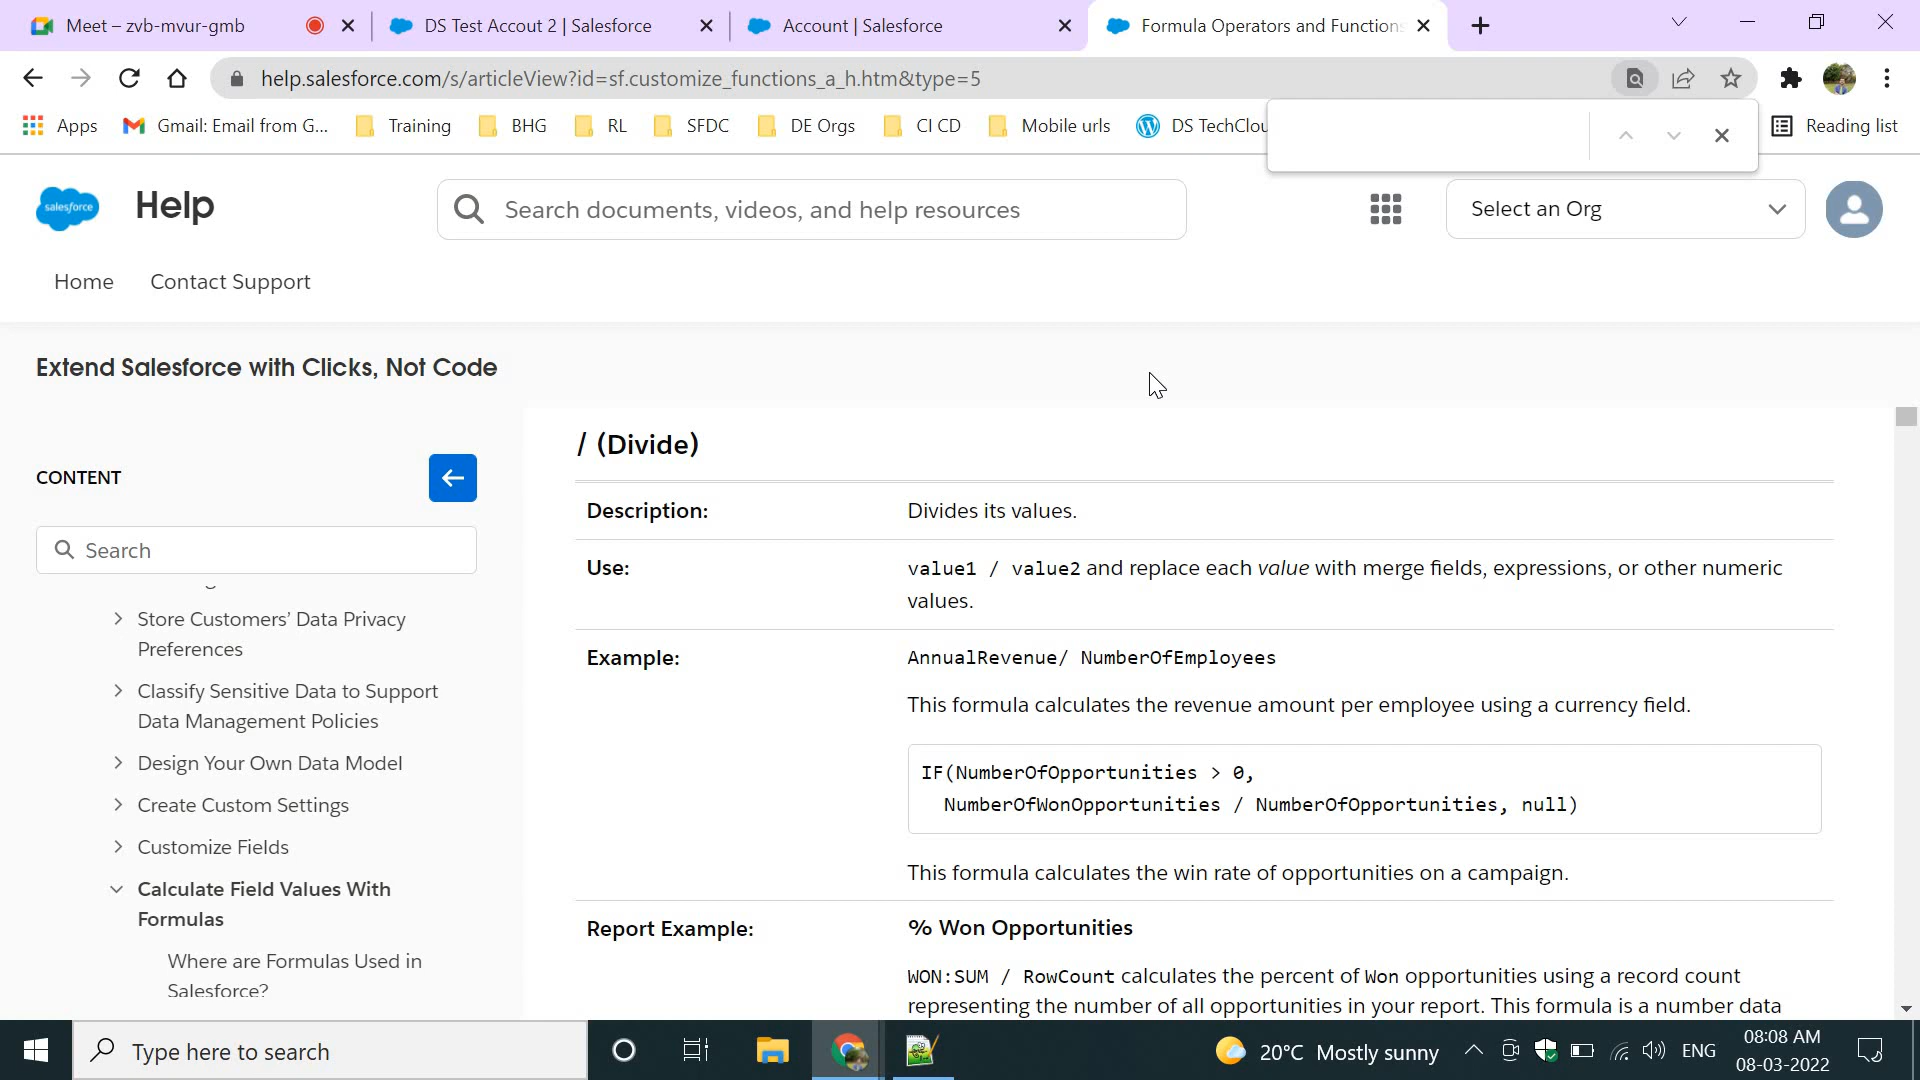 Meet – zvb-mvur-gmb
DS Test Accout 2 | Salesforce
Account | Salesforce
Formula Operators and Functions
help.salesforce.com/s/articleView?id=sf.customize_functions_a_h.htm&type=5
Apps
Gmail: Email from G...
Training
BHG
RL
SFDC
DE Orgs
CI CD
Mobile urls
DS TechClou
Reading list
salesforce
Help
Search documents, videos, and help resources
Select an Org
Home
Contact Support
Extend Salesforce with Clicks, Not Code
CONTENT
Search
Store Customers’ Data Privacy
Preferences
Classify Sensitive Data to Support
Data Management Policies
Design Your Own Data Model
Create Custom Settings
Customize Fields
Calculate Field Values With
Formulas
Where are Formulas Used in
Salesforce?
/ (Divide)
Description:
Divides its values.
Use:
value1 / value2 and replace each value with merge fields, expressions, or other numeric
values.
Example:
AnnualRevenue/ NumberOfEmployees
This formula calculates the revenue amount per employee using a currency field.
IF(NumberOfOpportunities > 0,
NumberOfWonOpportunities / NumberOfOpportunities, null)
This formula calculates the win rate of opportunities on a campaign.
Report Example:
% Won Opportunities
WON:SUM / RowCount calculates the percent of Won opportunities using a record count
representing the number of all opportunities in your report. This formula is a number data
Type here to search
20°C Mostly sunny
ENG
08:08 AM
08-03-2022